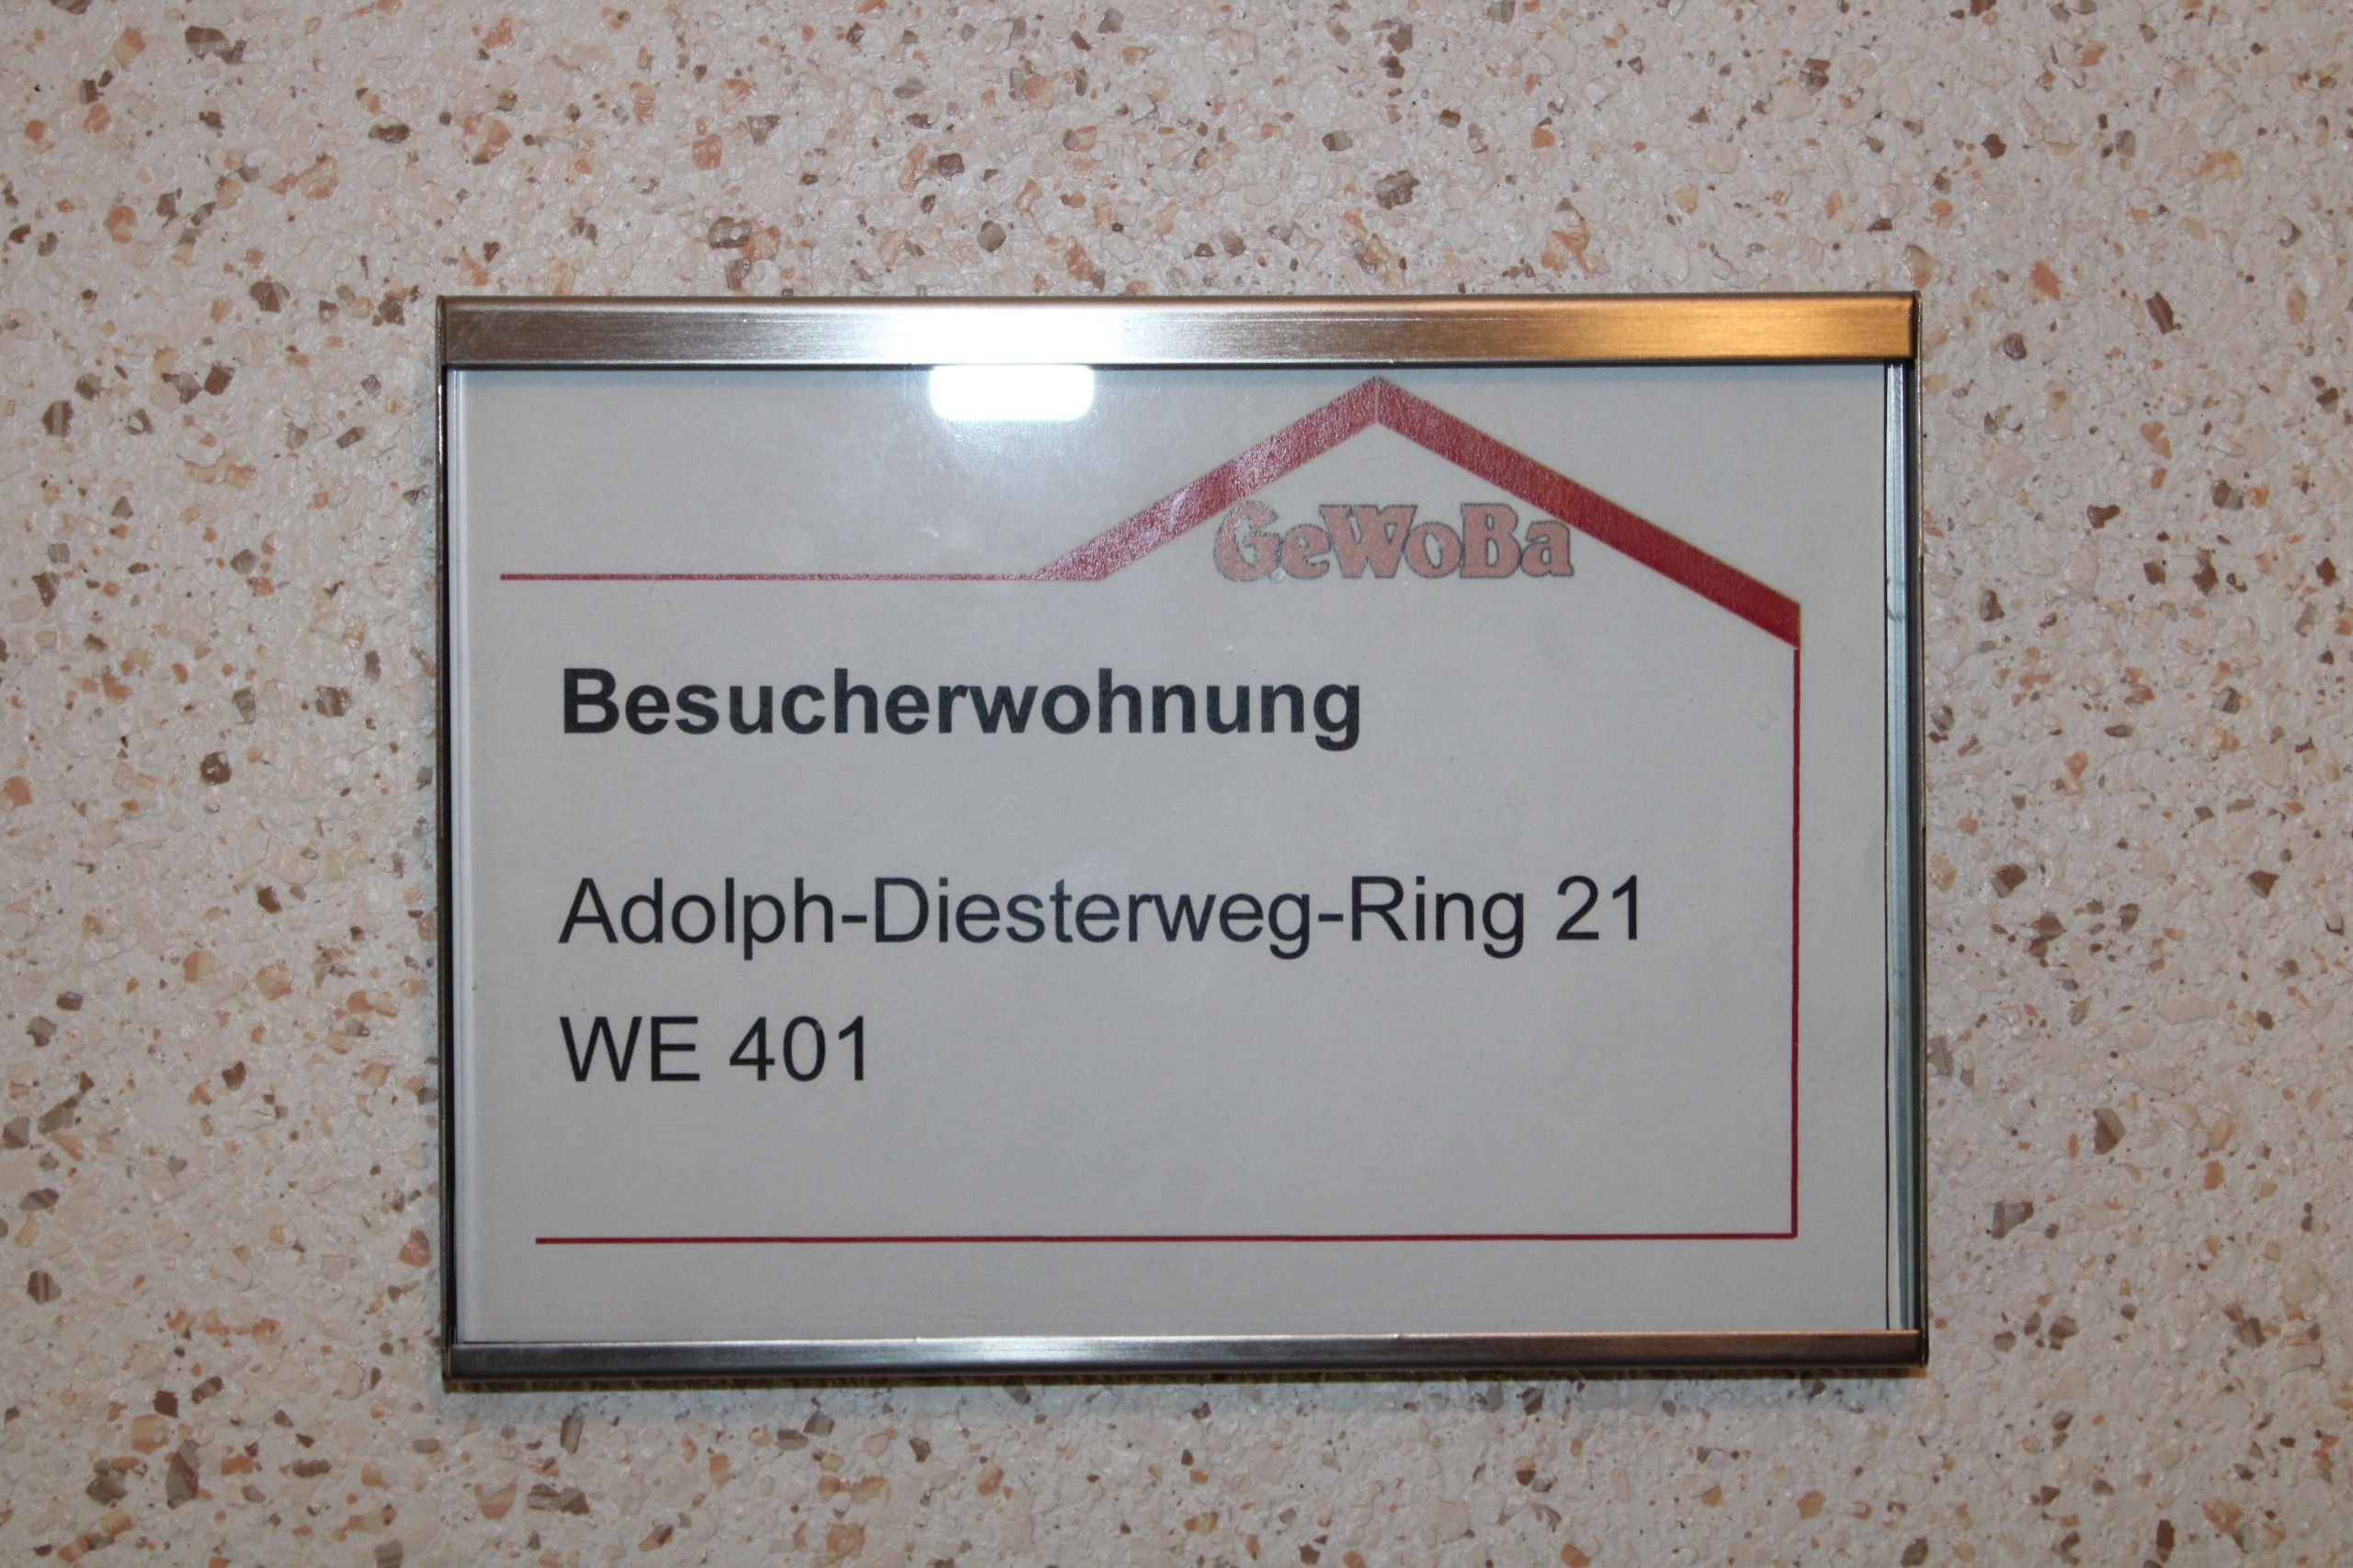 GeWoBa
Besucherwohnung
Adolph-Diesterweg-Ring 21
WE 401